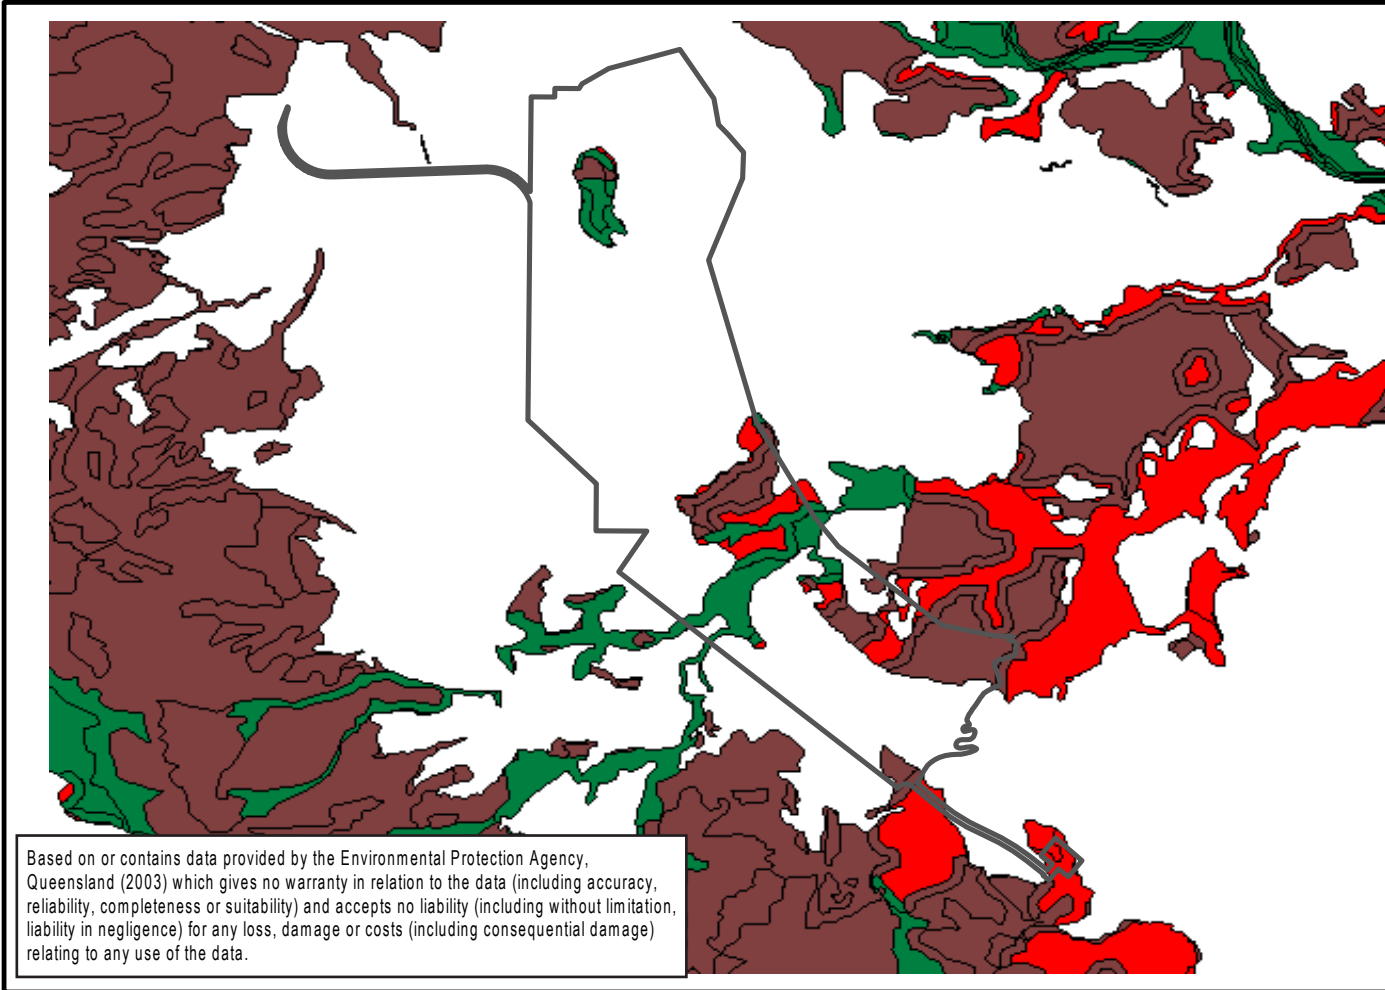 Based on or contains data provided by the Environmental Protection Agency,
Queensland (2003) which gives no warranty in relation to the data (including accuracy,
reliability, completeness or suitability) and accepts no liability (including without limitation,
liability in negligence) for any loss, damage or costs (including consequential damage)
relating to any use of the data.